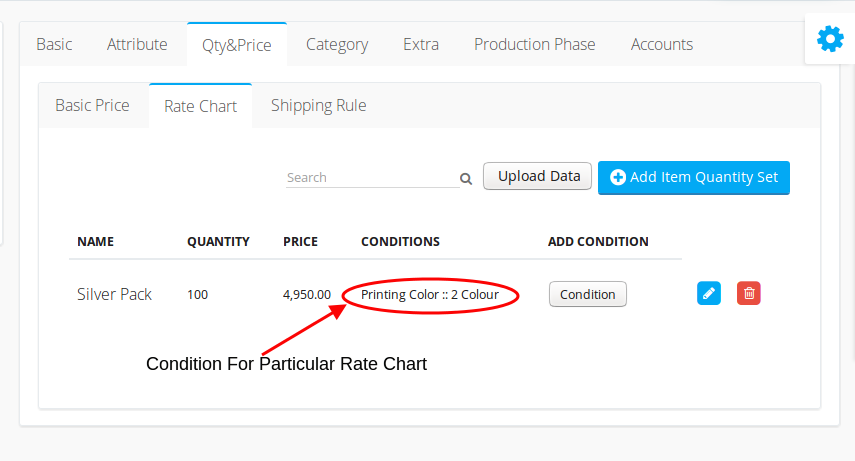 Basic Attribute Qty&Price Category Extra Production Phase Accounts
Basic Price Rate Chart Shipping Rule
Search Upload Data Add Item Quantity Set
NAME QUANTITY PRICE CONDITIONS ADD CONDITION
Silver Pack 100 4,950.00 Printing Color :: 2 Colour Condition
Condition For Particular Rate Chart